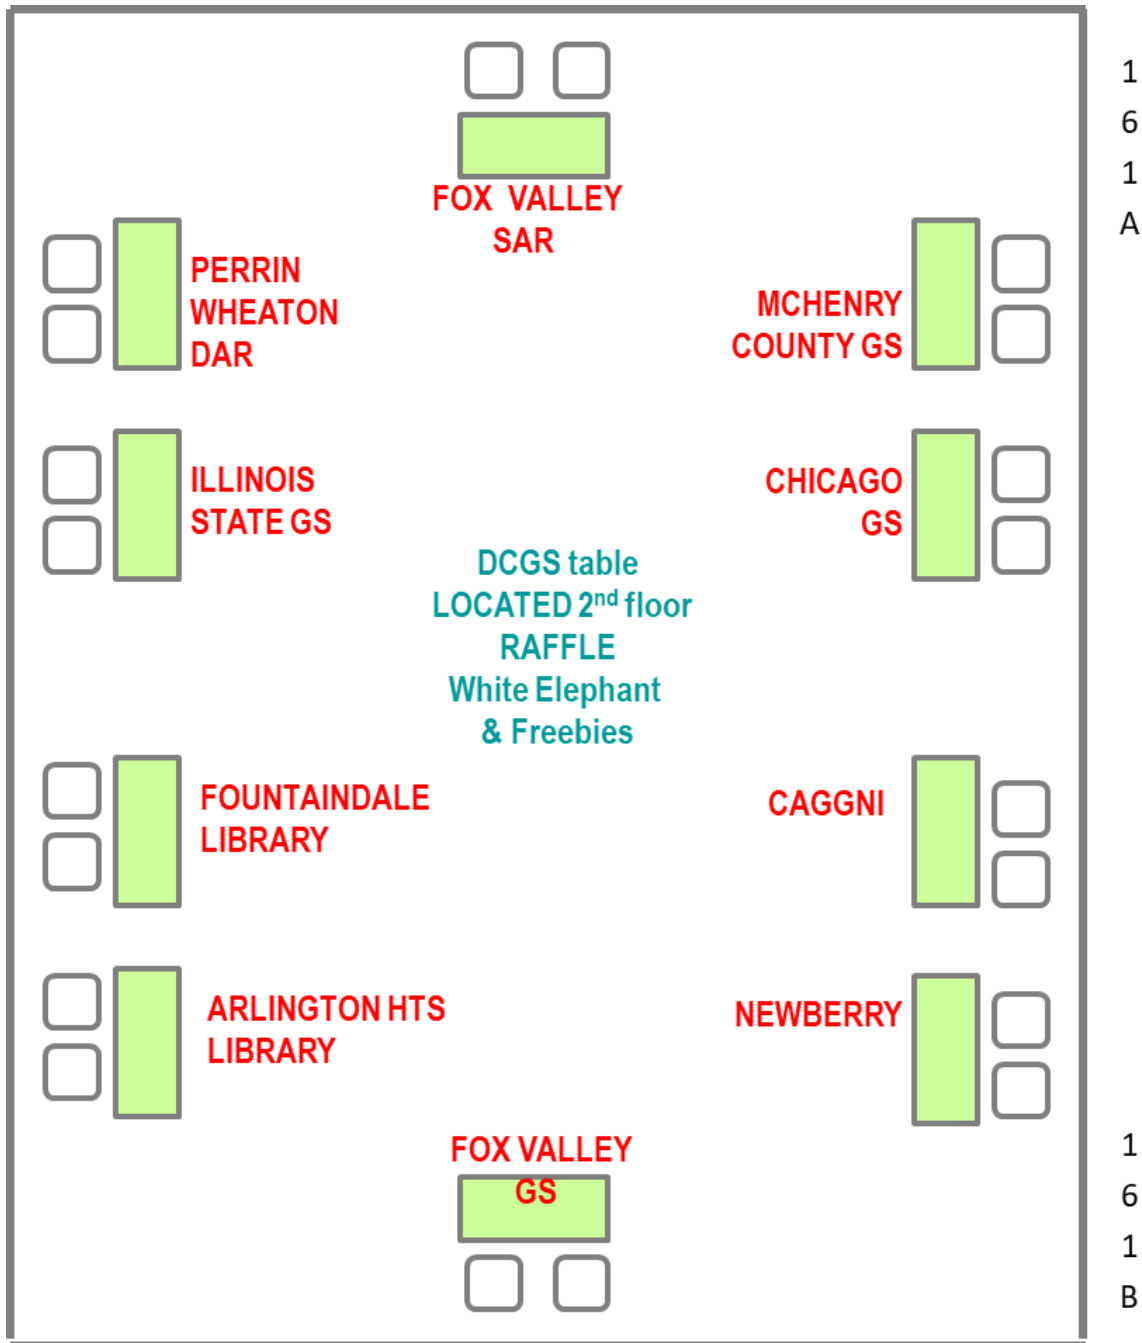 1
6
1
A
FOX VALLEY
SAR
PERRIN
WHEATON
DAR
MCHENRY
COUNTY GS
ILLINOIS
STATE GS
CHICAGO
GS
DCGS table
LOCATED 2nd floor
RAFFLE
White Elephant
& Freebies
FOUNTAINDALE
LIBRARY
CAGGNI
ARLINGTON HTS
LIBRARY
NEWBERRY
FOX VALLEY
GS
1
6
1
B